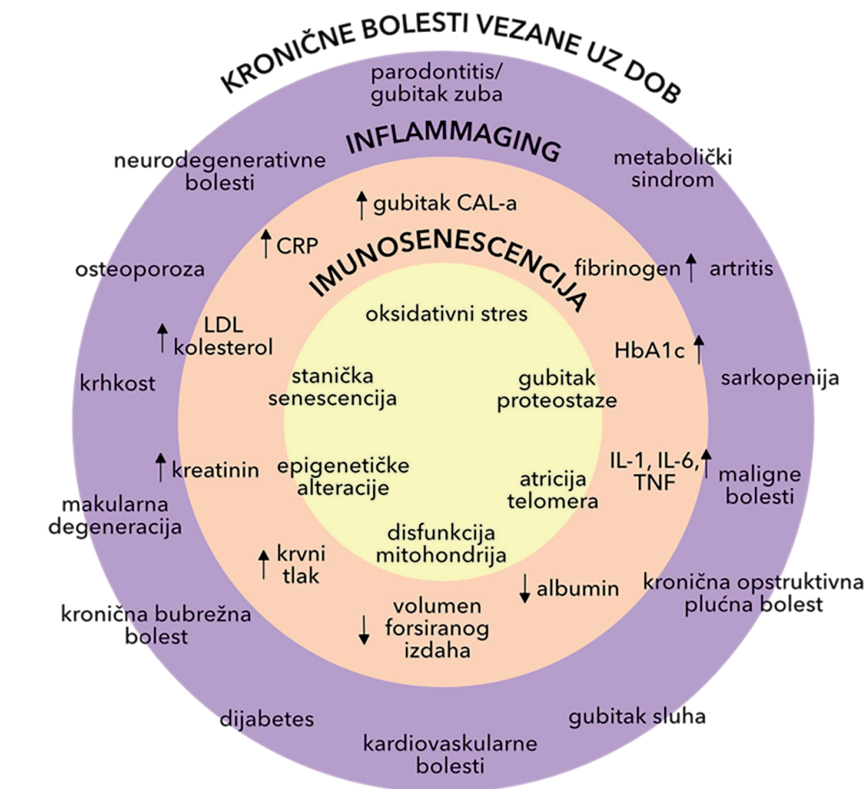 KRONIČNE BOLESTI VEZANE UZ DOB
parodontitis/
gubitak zuba
metabolički
sindrom
artritis
sarkopenija
maligne
bolesti
kronična opstruktivna
plućna bolest
gubitak sluha
kardiovaskularne
bolesti
dijabetes
kronična bubrežna
bolest
makularna
degeneracija
krhkost
osteoporoza
neurodegenerativne
bolesti
INFLAMMAGING
↑ gubitak CAL-a
fibrinogen ↑
HbA1c ↑
IL-1, IL-6, ↑
TNF
↓ albumin
volumen
↓ forsiranog
izdaha
↑ krvni
tlak
↑ kreatinin
LDL
↑ kolesterol
↑ CRP
IMUNOSENESCENCIJA
oksidativni stres
gubitak
proteostaze
atricija
telomera
disfunkcija
mitohondrija
epigenetičke
alteracije
stanička
senescencija